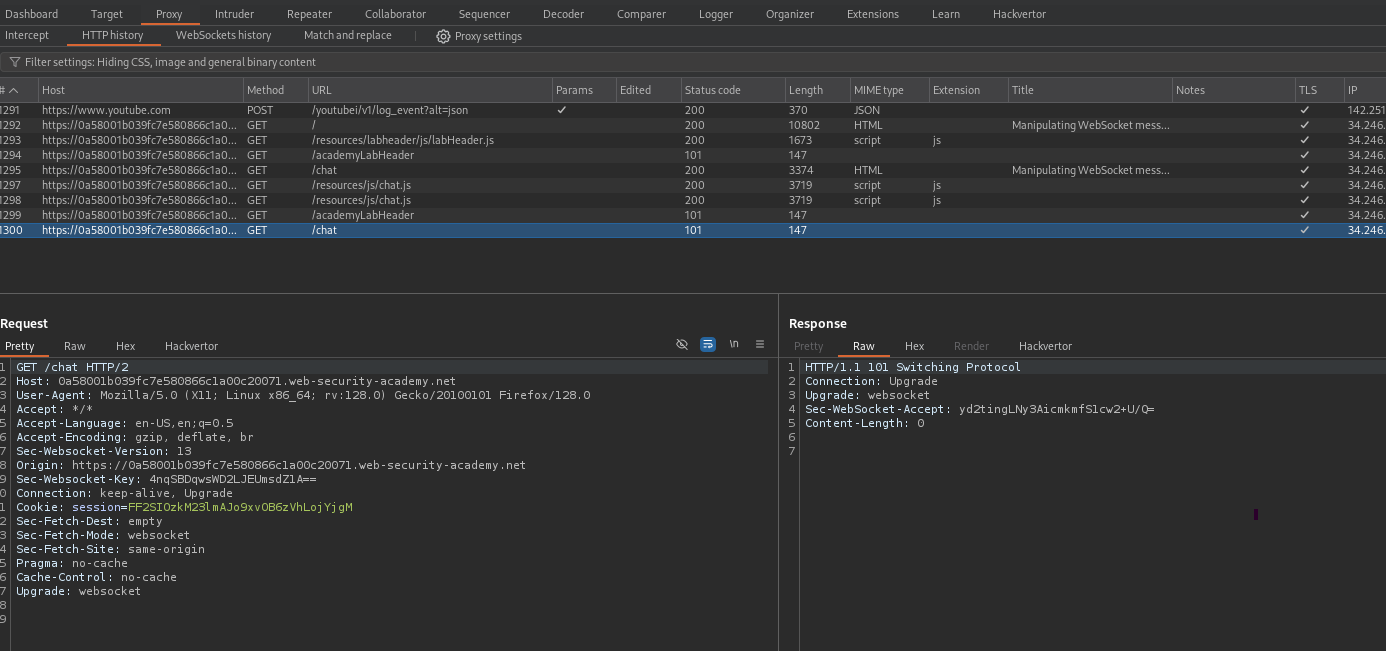 Dashboard Target Proxy Intruder Repeater Collaborator Sequencer Decoder Comparer Logger Organizer Extensions Learn Hackvertor
Intercept HTTP history WebSockets history Match and replace Proxy settings
Filter settings: Hiding CSS, image and general binary content
# Host Method URL Params Edited Status code Length MIME type Extension Title Notes TLS IP
1291 https://www.youtube.com POST /youtubei/v1/log_event?alt=json ✓ 200 370 JSON ✓ 142.251
1292 https://0a58001b039fc7e580866c1a0... GET / 200 10802 HTML Manipulating WebSocket mess... ✓ 34.246.
1293 https://0a58001b039fc7e580866c1a0... GET /resources/labheader/js/labHeader.js 200 1673 script js ✓ 34.246.
1294 https://0a58001b039fc7e580866c1a0... GET /academyLabHeader 101 147 ✓ 34.246.
1295 https://0a58001b039fc7e580866c1a0... GET /chat 200 3374 HTML Manipulating WebSocket mess... ✓ 34.246.
1297 https://0a58001b039fc7e580866c1a0... GET /resources/js/chat.js 200 3719 script js ✓ 34.246.
1298 https://0a58001b039fc7e580866c1a0... GET /resources/js/chat.js 200 3719 script js ✓ 34.246.
1299 https://0a58001b039fc7e580866c1a0... GET /academyLabHeader 101 147 ✓ 34.246.
1300 https://0a58001b039fc7e580866c1a0... GET /chat 101 147 ✓ 34.246.
Request
Pretty Raw Hex Hackvertor \n
1 GET /chat HTTP/2
2 Host: 0a58001b039fc7e580866c1a00c20071.web-security-academy.net
3 User-Agent: Mozilla/5.0 (X11; Linux x86_64; rv:128.0) Gecko/20100101 Firefox/128.0
4 Accept: */*
5 Accept-Language: en-US,en;q=0.5
6 Accept-Encoding: gzip, deflate, br
7 Sec-Websocket-Version: 13
8 Origin: https://0a58001b039fc7e580866c1a00c20071.web-security-academy.net
9 Sec-Websocket-Key: 4nqSBDqwsWD2LJEUmsdZ1A==
0 Connection: keep-alive, Upgrade
1 Cookie: session=FF2SIOzkM23lmAJo9xvOB6zVhLojYjgM
2 Sec-Fetch-Dest: empty
3 Sec-Fetch-Mode: websocket
4 Sec-Fetch-Site: same-origin
5 Pragma: no-cache
6 Cache-Control: no-cache
7 Upgrade: websocket
8
9
Response
Pretty Raw Hex Render Hackvertor
1 HTTP/1.1 101 Switching Protocol
2 Connection: Upgrade
3 Upgrade: websocket
4 Sec-WebSocket-Accept: yd2tingLNy3AicmkmfSlcw2+U/Q=
5 Content-Length: 0
6
7